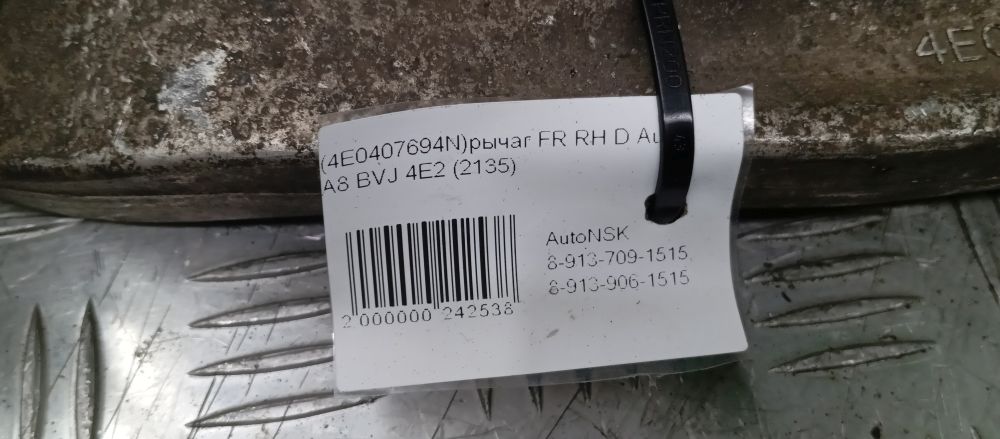 4E0
(4E0407694N)рычаг FR RH D Au
A8 BVJ 4E2 (2135)
AutoNSK
8-913-709-1515
8-913-906-1515
2 000000 242538